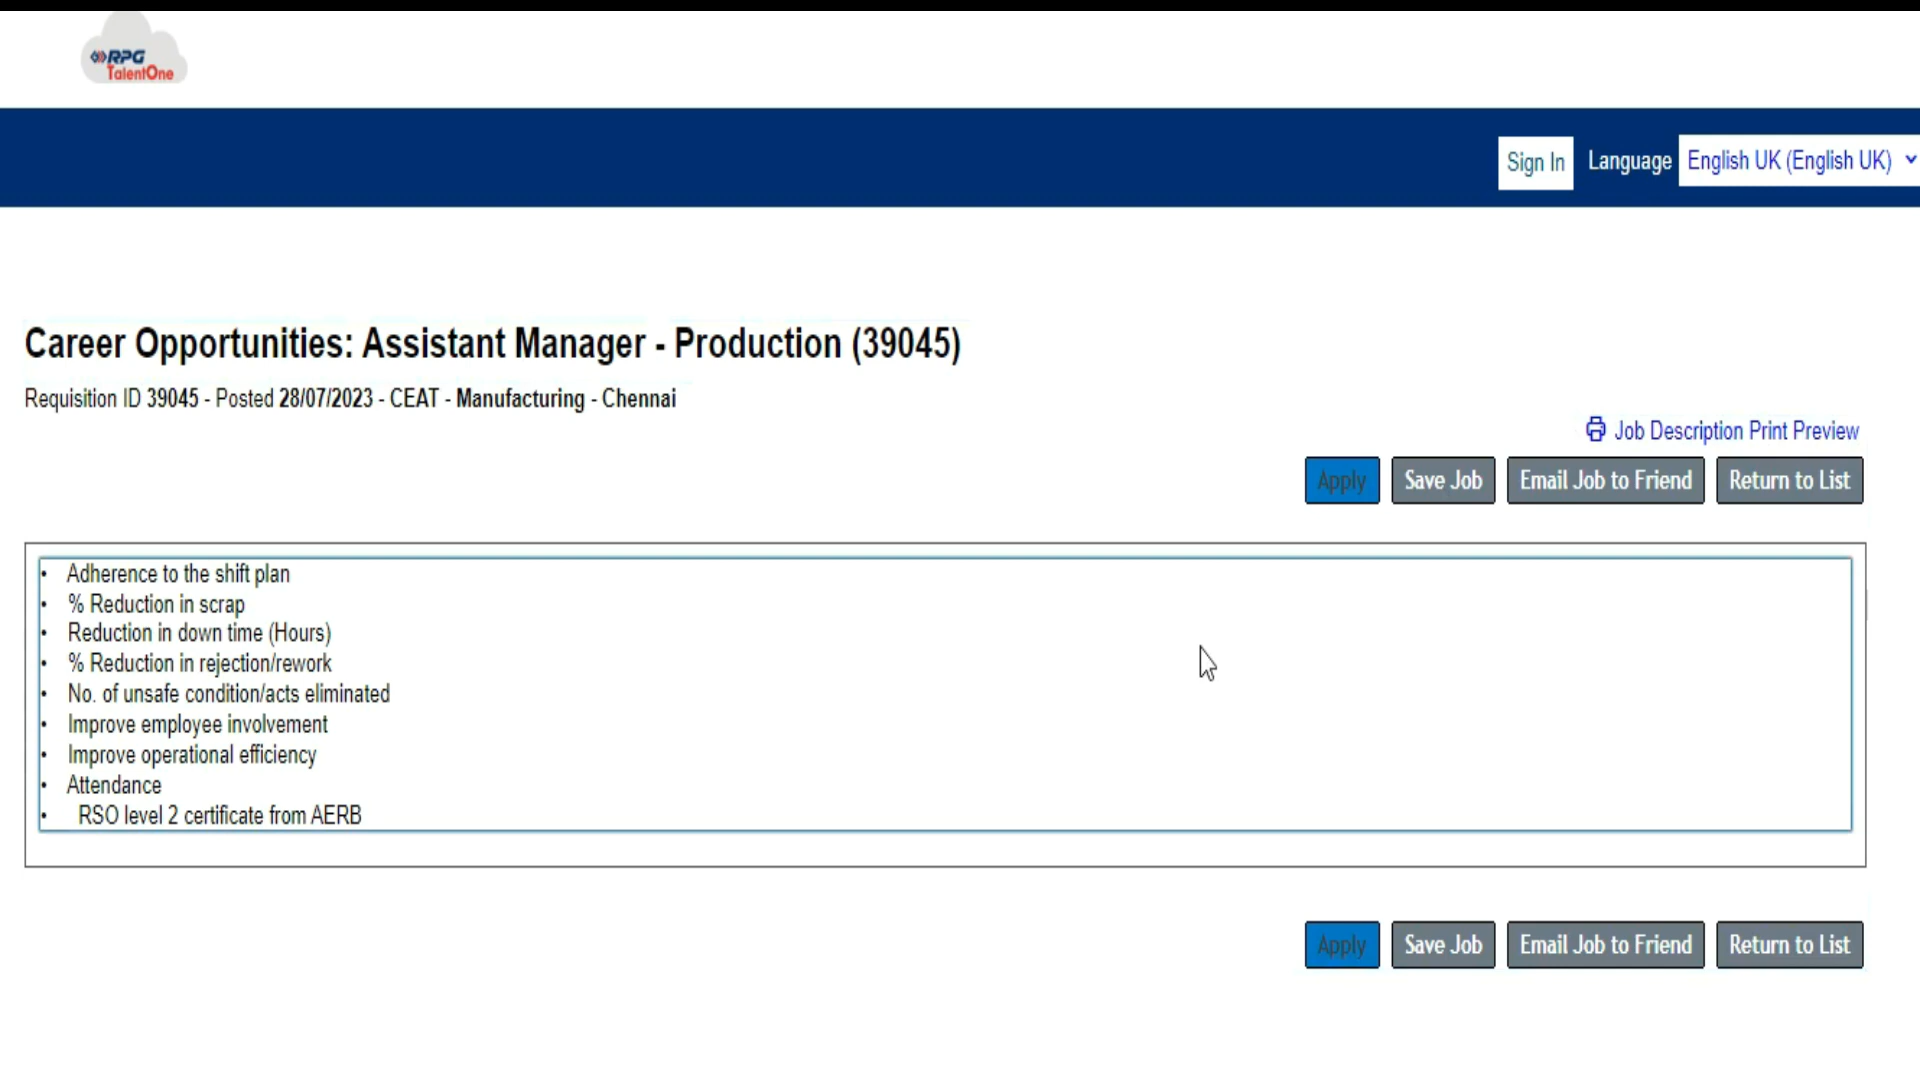 RPG
TalentOne
Sign In Language English UK (English UK)
Career Opportunities: Assistant Manager - Production (39045)
Requisition ID 39045 - Posted 28/07/2023 - CEAT - Manufacturing - Chennai
Job Description Print Preview
Apply Save Job Email Job to Friend Return to List
• Adherence to the shift plan
• % Reduction in scrap
• Reduction in down time (Hours)
• % Reduction in rejection/rework
• No. of unsafe condition/acts eliminated
• Improve employee involvement
• Improve operational efficiency
• Attendance
• RSO level 2 certificate from AERB
Apply Save Job Email Job to Friend Return to List